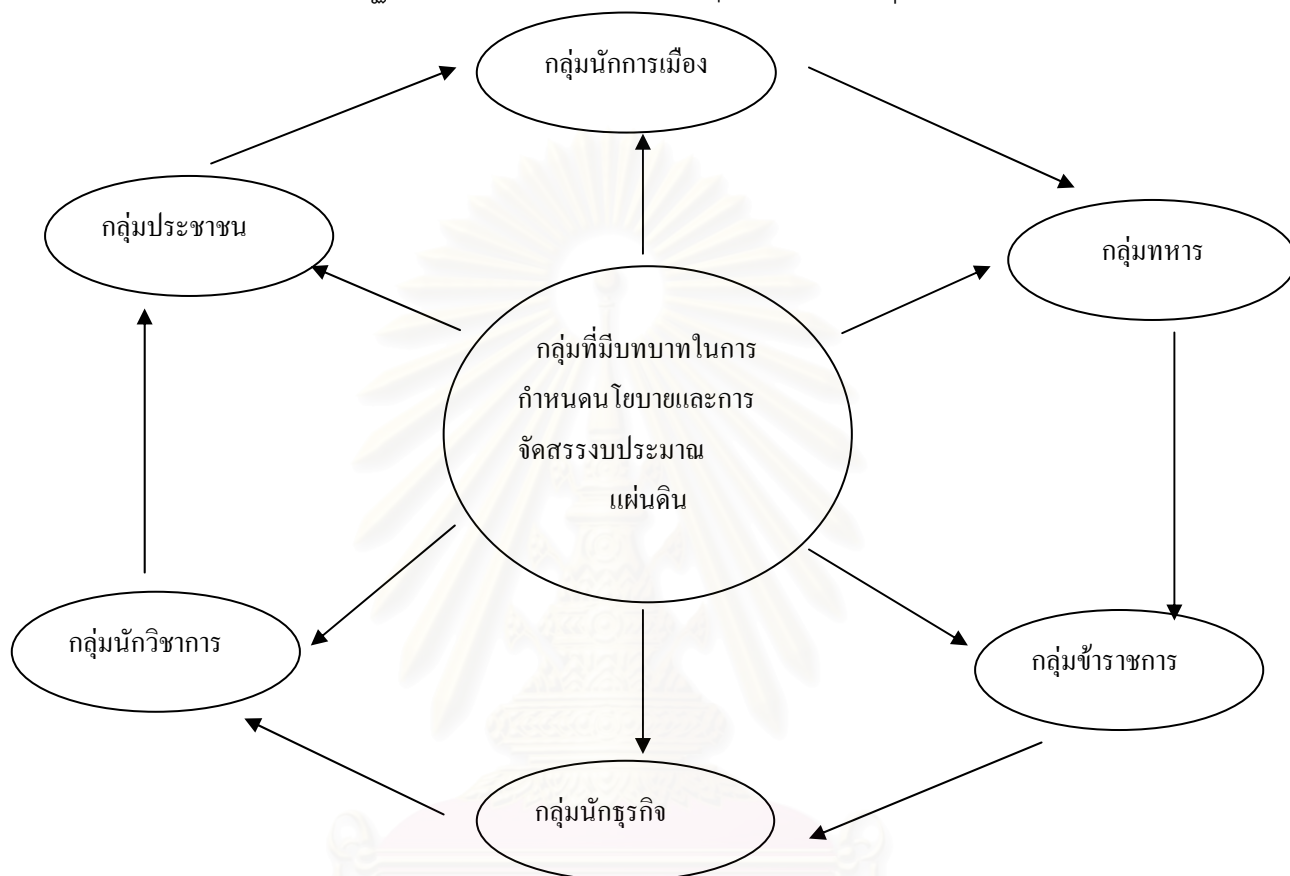 กลุ่มนักการเมือง
กลุ่มประชาชน
กลุ่มทหาร
กลุ่มที่มีบทบาทในการ
กำหนดนโยบายและการ
จัดสรรงบประมาณ
แผ่นดิน
กลุ่มนักวิชาการ
กลุ่มข้าราชการ
กลุ่มนักธุรกิจ